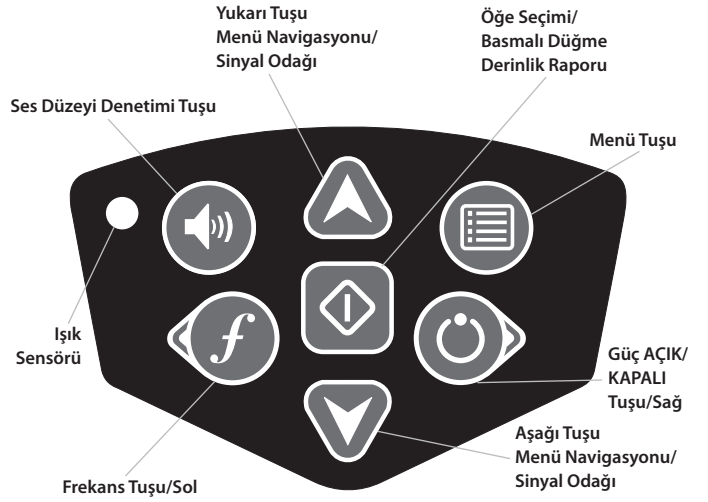 Yukarı Tuşu
Menü Navigasyonu/
Sinyal Odağı
Öğe Seçimi/
Basmalı Düğme
Derinlik Raporu
Ses Düzeyi Denetimi Tuşu
Menü Tuşu
f
Işık
Sensörü
Güç AÇIK/
KAPALI
Tuşu/Sağ
Aşağı Tuşu
Menü Navigasyonu/
Sinyal Odağı
Frekans Tuşu/Sol